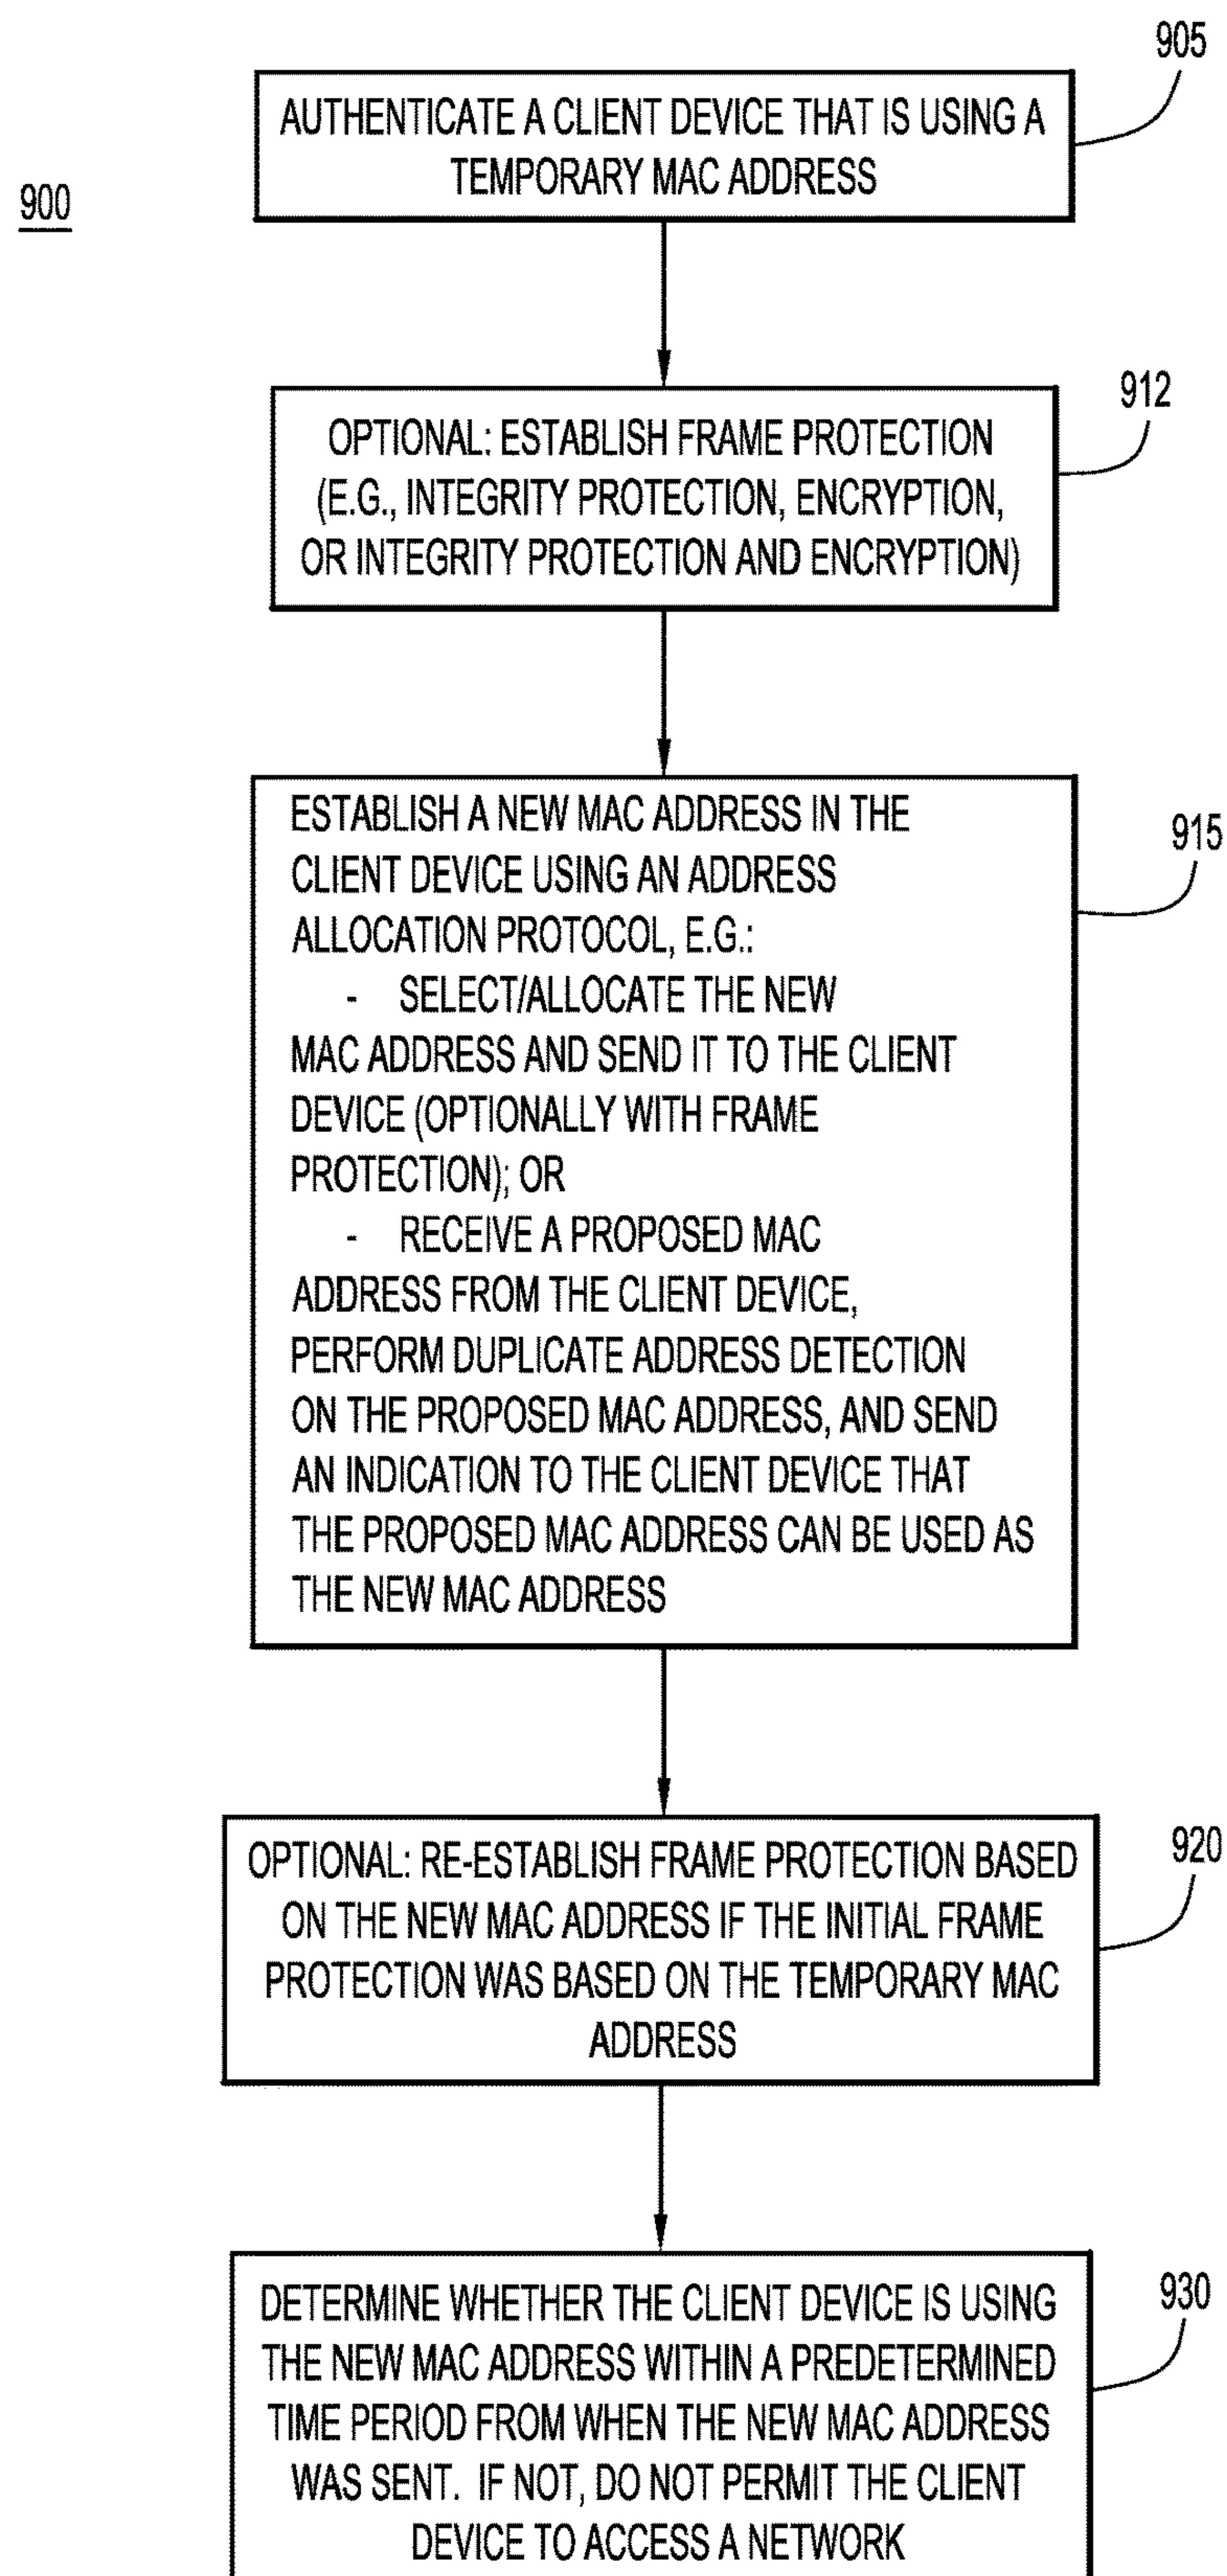 905
AUTHENTICATE A CLIENT DEVICE THAT IS USING A
TEMPORARY MAC ADDRESS
900
912
OPTIONAL: ESTABLISH FRAME PROTECTION
(E.G., INTEGRITY PROTECTION, ENCRYPTION,
OR INTEGRITY PROTECTION AND ENCRYPTION)
915
ESTABLISH A NEW MAC ADDRESS IN THE
CLIENT DEVICE USING AN ADDRESS
ALLOCATION PROTOCOL, E.G.:
- SELECT/ALLOCATE THE NEW
MAC ADDRESS AND SEND IT TO THE CLIENT
DEVICE (OPTIONALLY WITH FRAME
PROTECTION); OR
- RECEIVE A PROPOSED MAC
ADDRESS FROM THE CLIENT DEVICE,
PERFORM DUPLICATE ADDRESS DETECTION
ON THE PROPOSED MAC ADDRESS, AND SEND
AN INDICATION TO THE CLIENT DEVICE THAT
THE PROPOSED MAC ADDRESS CAN BE USED AS
THE NEW MAC ADDRESS
920
OPTIONAL: RE-ESTABLISH FRAME PROTECTION BASED
ON THE NEW MAC ADDRESS IF THE INITIAL FRAME
PROTECTION WAS BASED ON THE TEMPORARY MAC
ADDRESS
930
DETERMINE WHETHER THE CLIENT DEVICE IS USING
THE NEW MAC ADDRESS WITHIN A PREDETERMINED
TIME PERIOD FROM WHEN THE NEW MAC ADDRESS
WAS SENT. IF NOT, DO NOT PERMIT THE CLIENT
DEVICE TO ACCESS A NETWORK